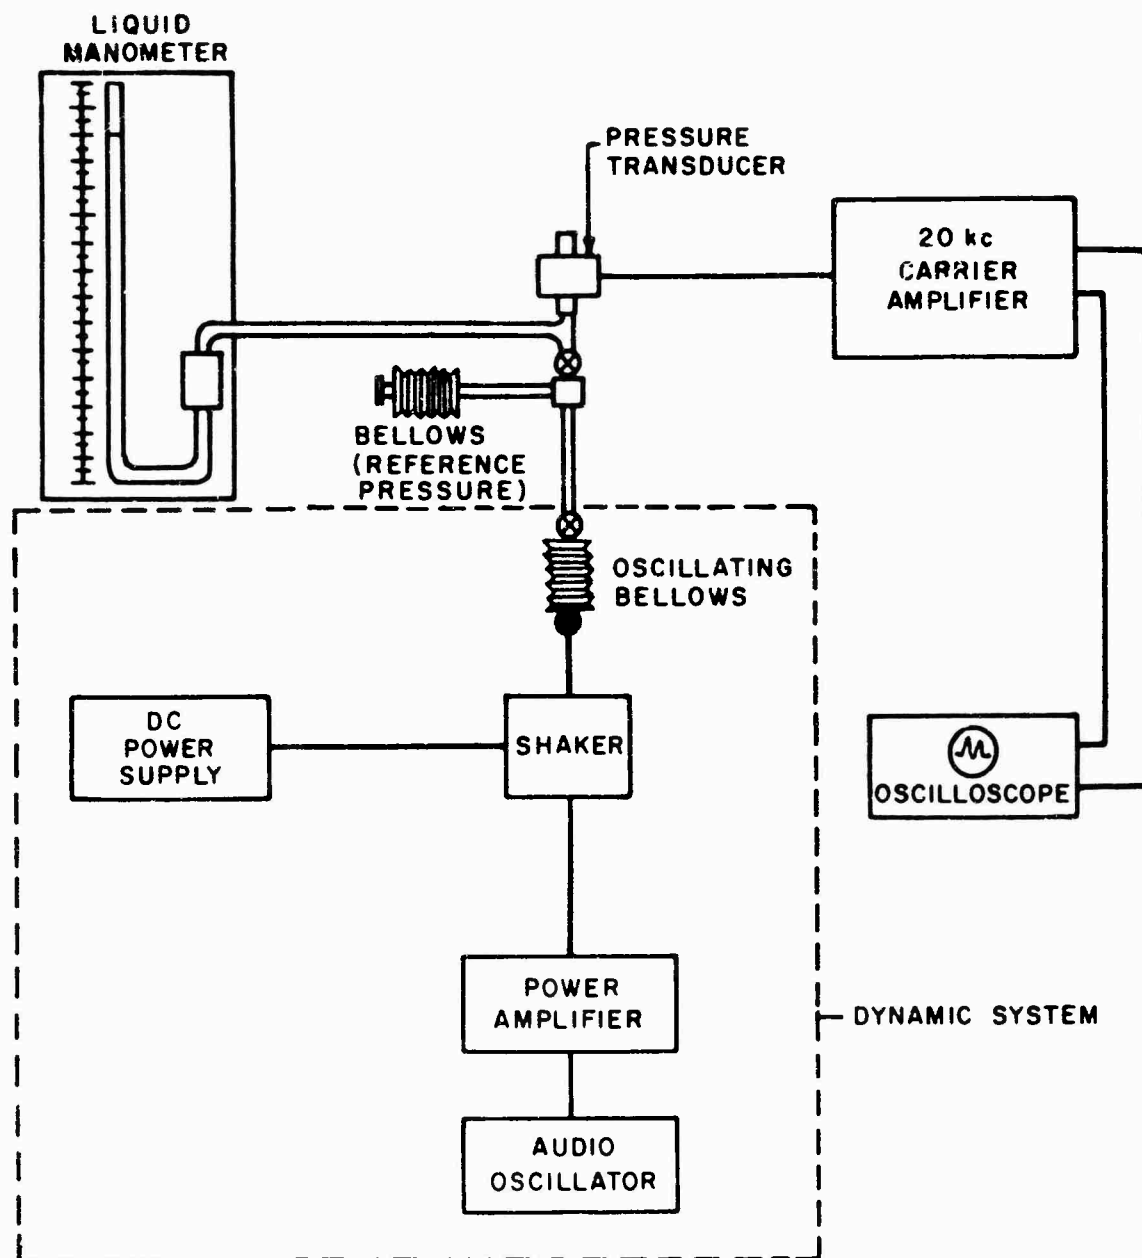 LIQUID
MANOMETER
PRESSURE
TRANSDUCER
20 kc
CARRIER
AMPLIFIER
BELLOWS
(REFERENCE
PRESSURE)
OSCILLATING
BELLOWS
DC
POWER
SUPPLY
SHAKER
OSCILLOSCOPE
POWER
AMPLIFIER
DYNAMIC SYSTEM
AUDIO
OSCILLATOR